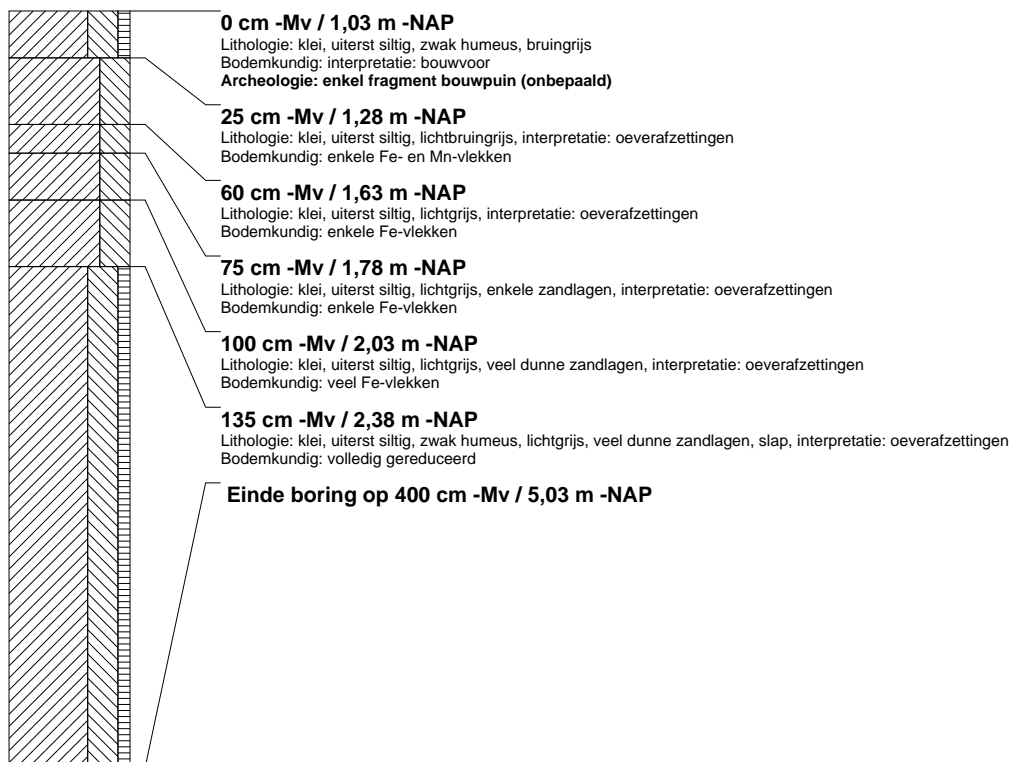 0 cm -Mv / 1,03 m -NAP
Lithologie: klei, uiterst siltig, zwak humeus, bruingrijs
Bodemkundig: interpretatie: bouwvoor
Archeologie: enkel fragment bouwpuin (onbepaald)
25 cm -Mv / 1,28 m -NAP
Lithologie: klei, uiterst siltig, lichtbruingrijs, interpretatie: oeverafzettingen
Bodemkundig: enkele Fe- en Mn-vlekken
60 cm -Mv / 1,63 m -NAP
Lithologie: klei, uiterst siltig, lichtgrijs, interpretatie: oeverafzettingen
Bodemkundig: enkele Fe-vlekken
75 cm -Mv / 1,78 m -NAP
Lithologie: klei, uiterst siltig, lichtgrijs, enkele zandlagen, interpretatie: oeverafzettingen
Bodemkundig: enkele Fe-vlekken
100 cm -Mv / 2,03 m -NAP
Lithologie: klei, uiterst siltig, lichtgrijs, veel dunne zandlagen, interpretatie: oeverafzettingen
Bodemkundig: veel Fe-vlekken
135 cm -Mv / 2,38 m -NAP
Lithologie: klei, uiterst siltig, zwak humeus, lichtgrijs, veel dunne zandlagen, slap, interpretatie: oeverafzettingen
Bodemkundig: volledig gereduceerd
Einde boring op 400 cm -Mv / 5,03 m -NAP